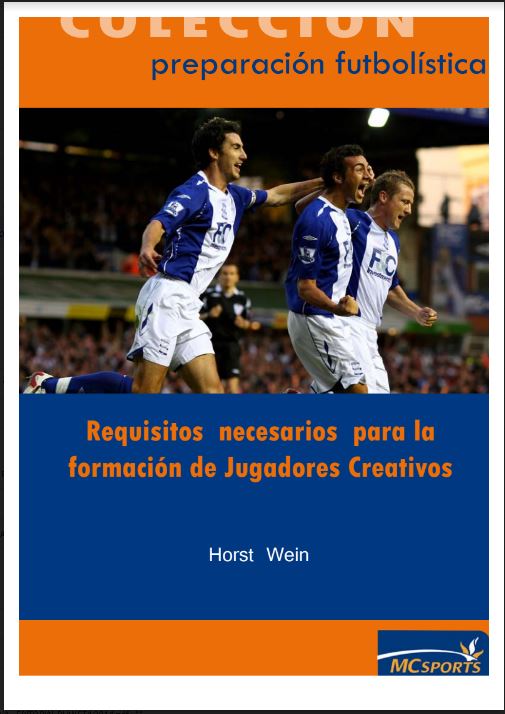 COLECCIÓN
preparación futbolística
F&C
F&C
Requisitos necesarios para la
formación de Jugadores Creativos
Horst Wein
MCSPORTS